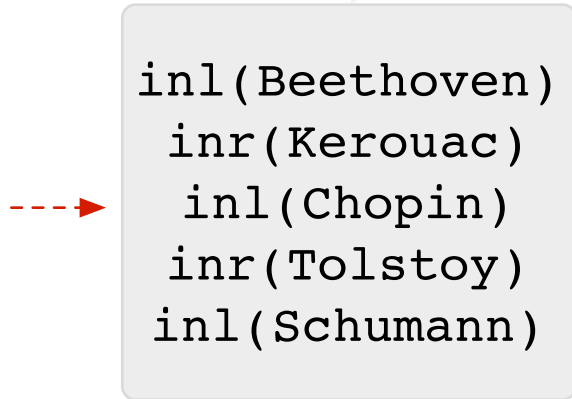 inl(Beethoven)
inr(Kerouac)
inl(Chopin)
inr(Tolstoy)
inl(Schumann)